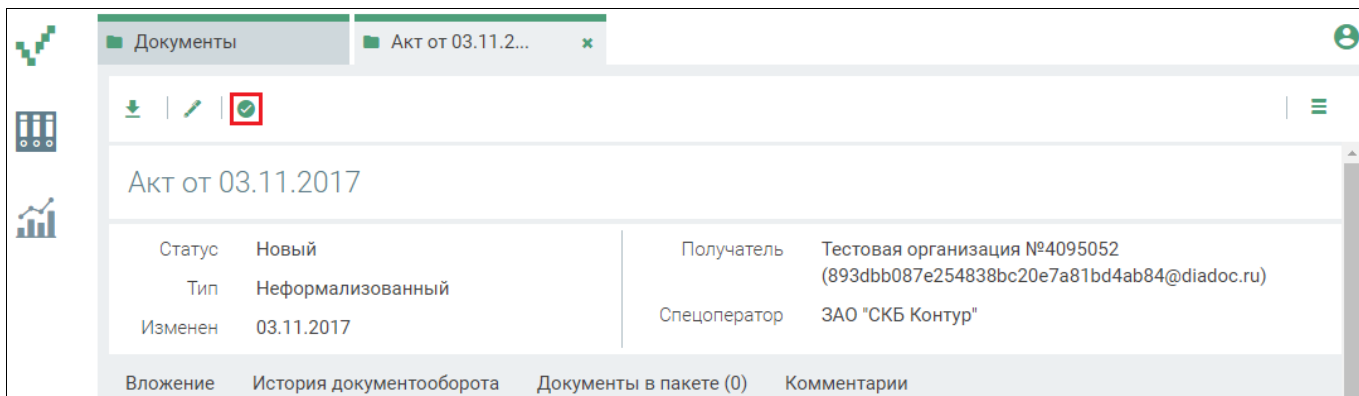 Документы
Акт от 03.11.2...
Акт от 03.11.2017
Статус Новый
Тип Неформализованный
Изменен 03.11.2017
Получатель Тестовая организация №4095052
(893dbb087e254838bc20e7a81bd4ab84@diadoc.ru)
Спецоператор ЗАО "СКБ Контур"
Вложение История документооборота Документы в пакете (0) Комментарии